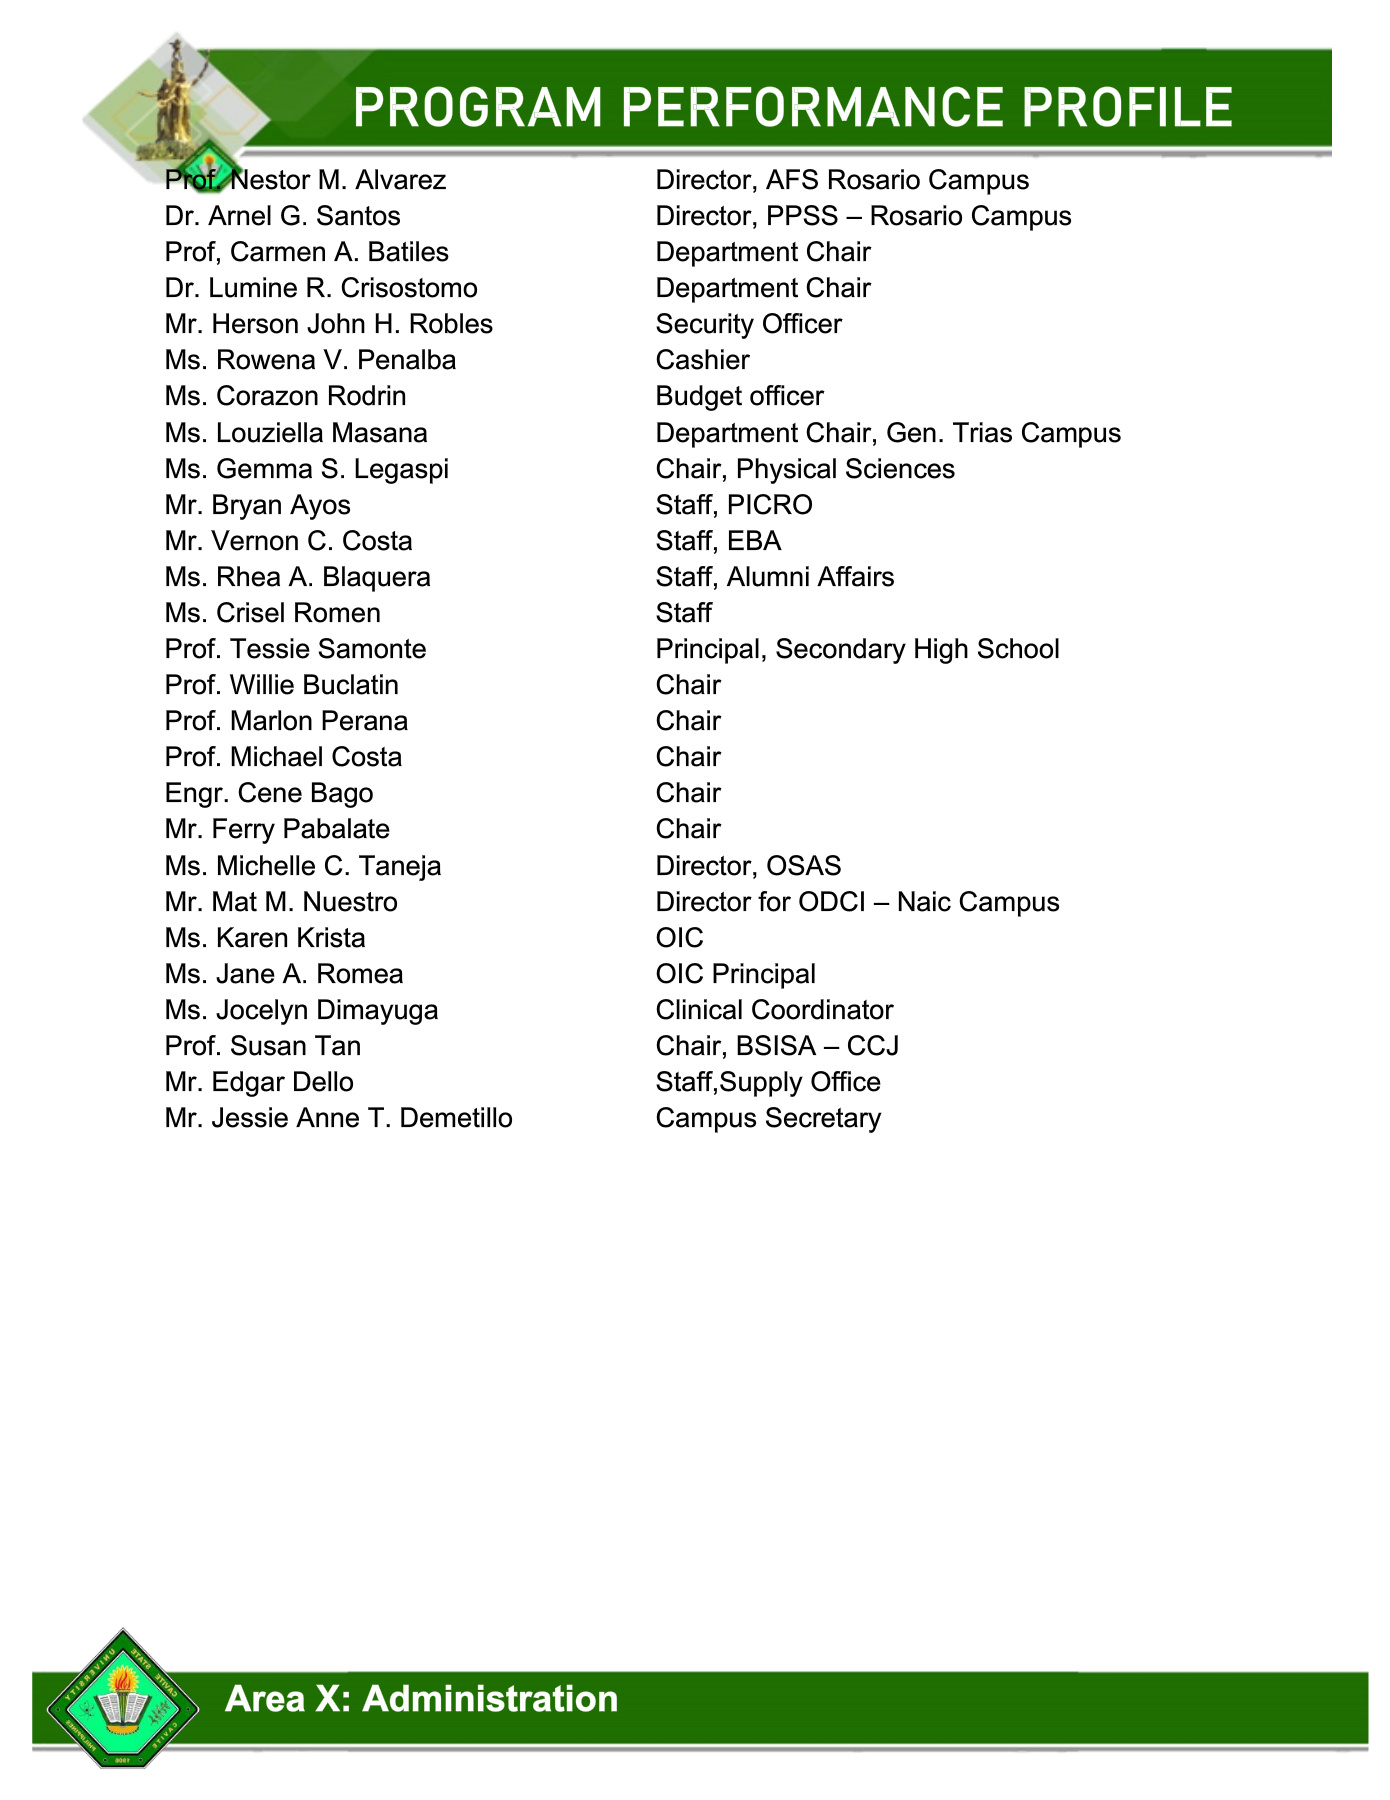 PROGRAM PERFORMANCE PROFILE
Prof. Nestor M. Alvarez Director, AFS Rosario Campus
Dr. Arnel G. Santos Director, PPSS – Rosario Campus
Prof, Carmen A. Batiles Department Chair
Dr. Lumine R. Crisostomo Department Chair
Mr. Herson John H. Robles Security Officer
Ms. Rowena V. Penalba Cashier
Ms. Corazon Rodrin Budget officer
Ms. Louziella Masana Department Chair, Gen. Trias Campus
Ms. Gemma S. Legaspi Chair, Physical Sciences
Mr. Bryan Ayos Staff, PICRO
Mr. Vernon C. Costa Staff, EBA
Ms. Rhea A. Blaquera Staff, Alumni Affairs
Ms. Crisel Romen Staff
Prof. Tessie Samonte Principal, Secondary High School
Prof. Willie Buclatin Chair
Prof. Marlon Perana Chair
Prof. Michael Costa Chair
Engr. Cene Bago Chair
Mr. Ferry Pabalate Chair
Ms. Michelle C. Taneja Director, OSAS
Mr. Mat M. Nuestro Director for ODCI – Naic Campus
Ms. Karen Krista OIC
Ms. Jane A. Romea OIC Principal
Ms. Jocelyn Dimayuga Clinical Coordinator
Prof. Susan Tan Chair, BSISA – CCJ
Mr. Edgar Dello Staff,Supply Office
Mr. Jessie Anne T. Demetillo Campus Secretary
CAVITE STATE UNIVERSITY
CAVITE
PHILIPPINES
1906
Area X: Administration